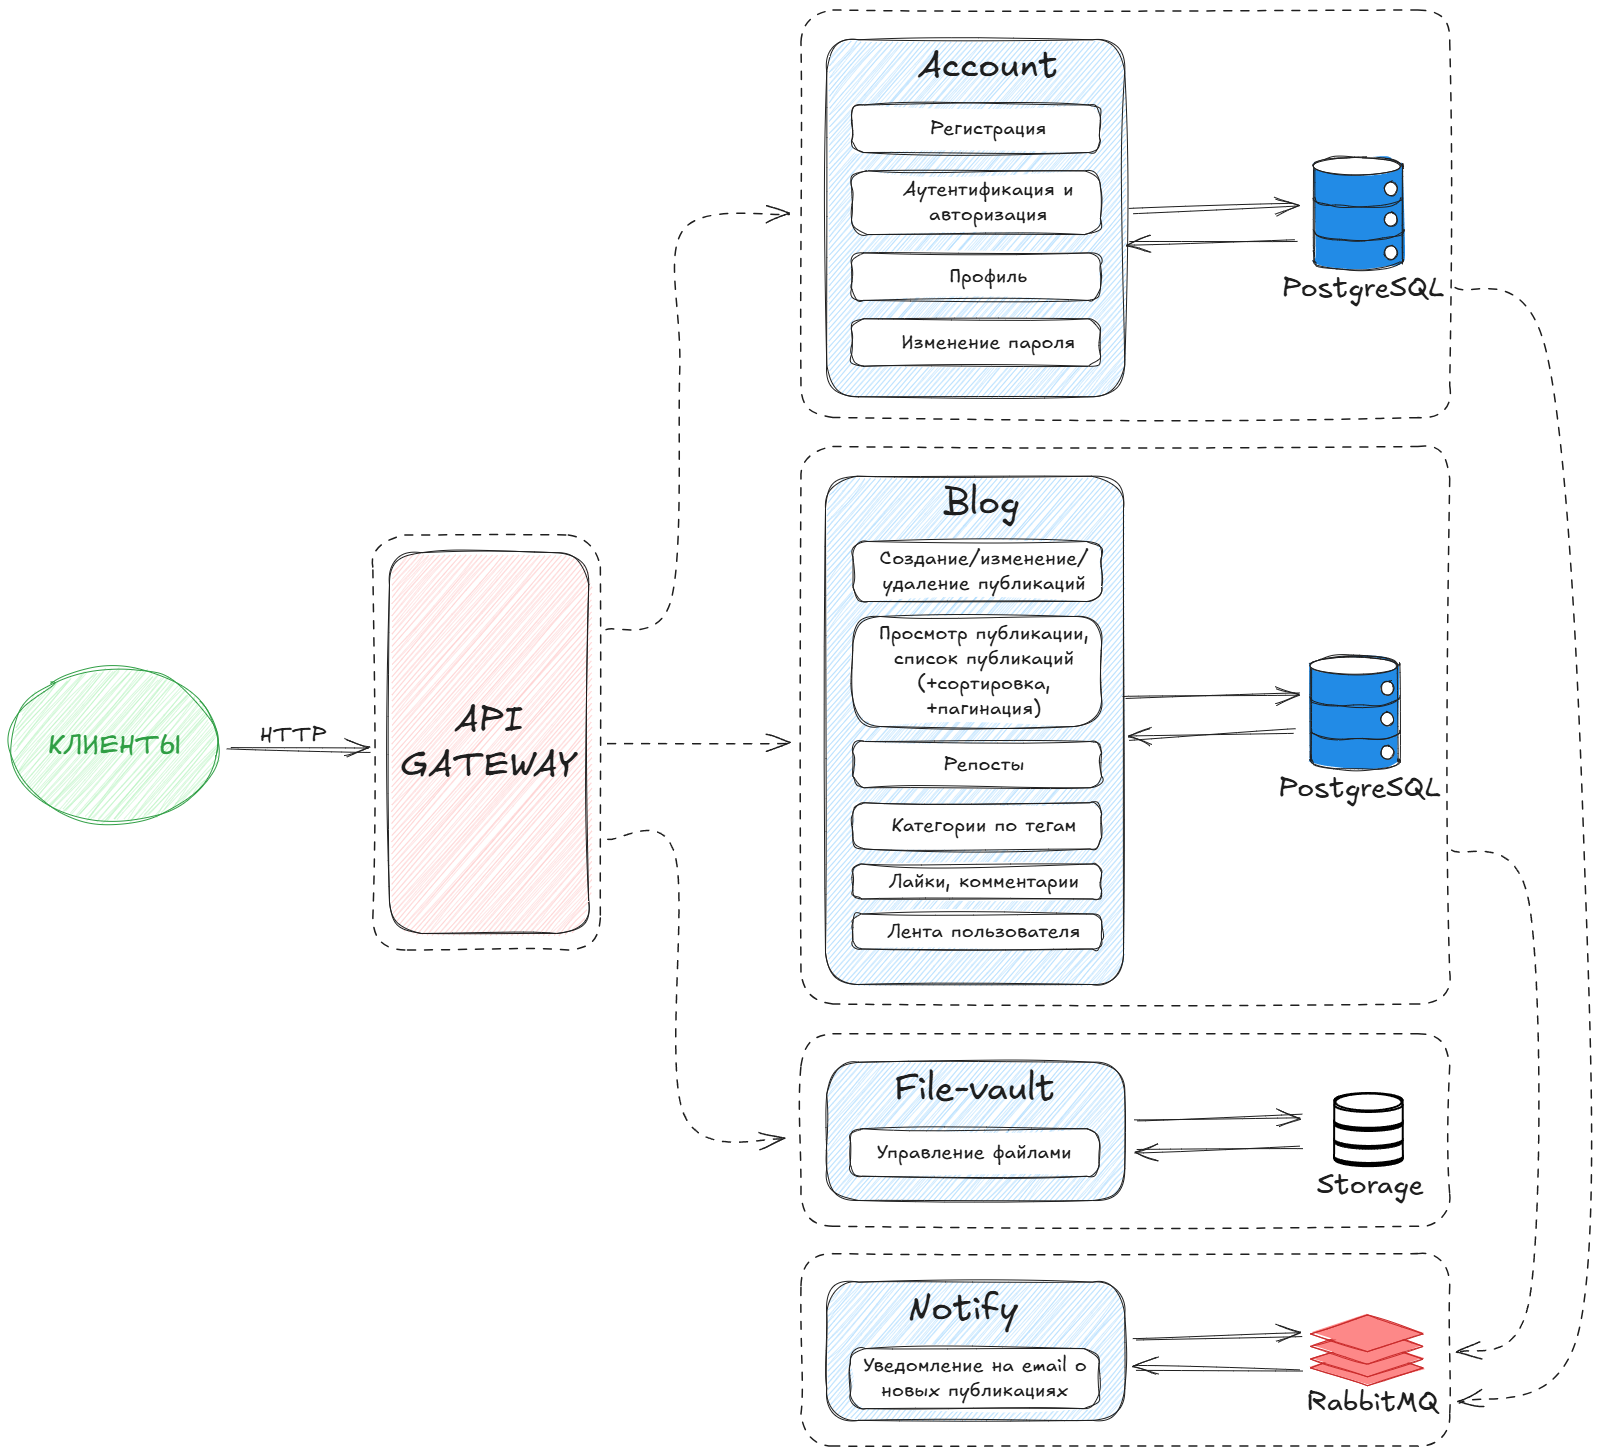 КЛИЕНТЫ
HTTP
API
GATEWAY
Account
Регистрация
Аутентификация и
авторизация
Профиль
Изменение пароля
PostgreSQL
Blog
Создание/изменение/
удаление публикаций
Просмотр публикации,
список публикаций
(+сортировка,
+пагинация)
Репосты
Категории по тегам
Лайки, комментарии
Лента пользователя
PostgreSQL
File-vault
Управление файлами
Storage
Notify
Уведомление на email о
новых публикациях
RabbitMQ